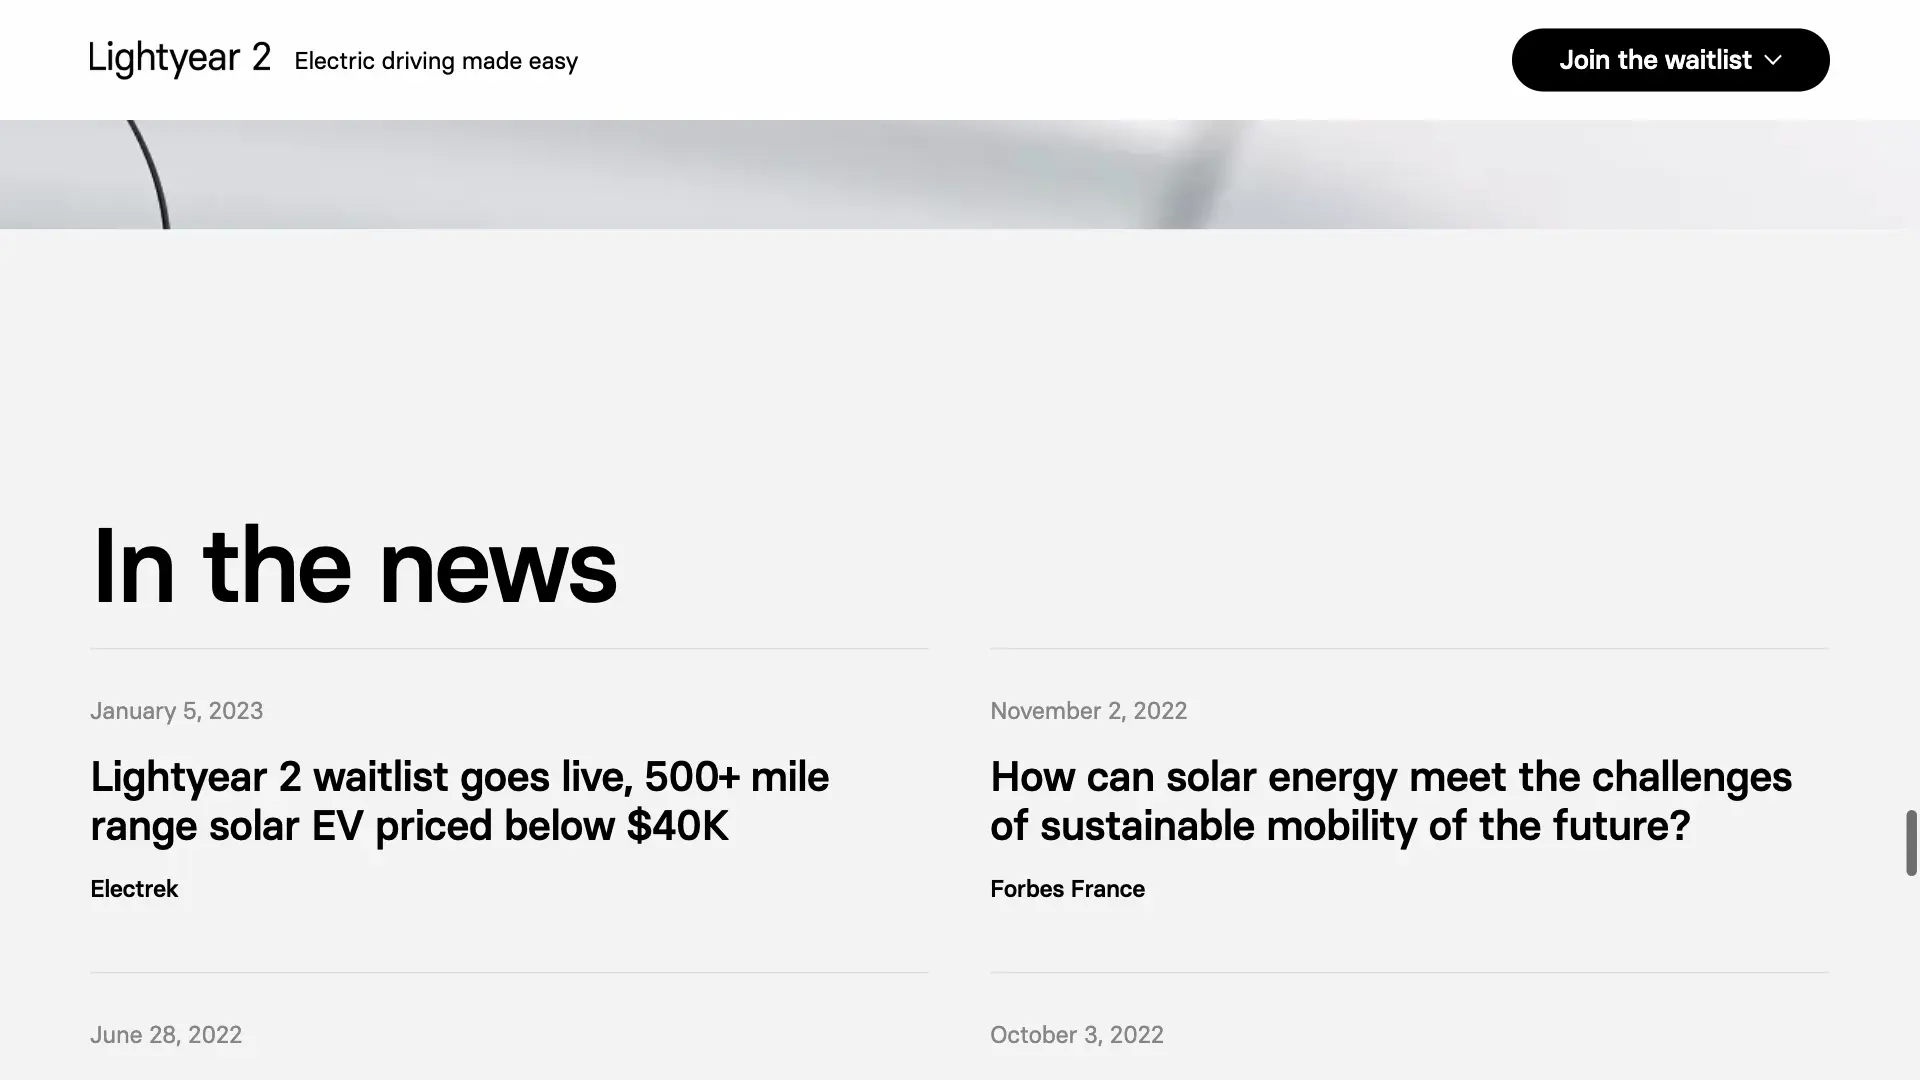 Lightyear 2 Electric driving made easy
Join the waitlist
In the news
January 5, 2023
Lightyear 2 waitlist goes live, 500+ mile
range solar EV priced below $40K
Electrek
November 2, 2022
How can solar energy meet the challenges
of sustainable mobility of the future?
Forbes France
June 28, 2022
October 3, 2022